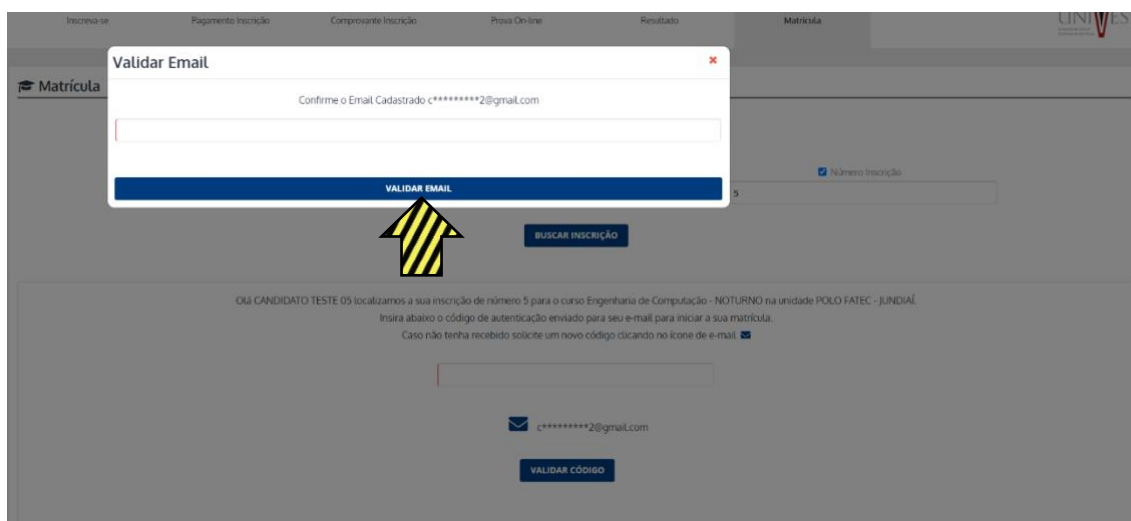 Inscreva-se
Pagamento Inscrição
Comprovante Inscrição
Prova On-line
Resultado
Matrícula
UNIVES
Validar Email
Matrícula
Confirme o Email Cadastrado c*********2@gmail.com
VALIDAR EMAIL
Número Inscrição
5
BUSCAR INSCRIÇÃO
Olá CANDIDATO TESTE 05 localizamos a sua inscrição de número 5 para o curso Engenharia de Computação - NOTURNO na unidade POLO FATEC - JUNDIAÍ.
Insira abaixo o código de autenticação enviado para seu e-mail para iniciar a sua matrícula.
Caso não tenha recebido solicite um novo código clicando no ícone de e-mail.
c*********2@gmail.com
VALIDAR CÓDIGO